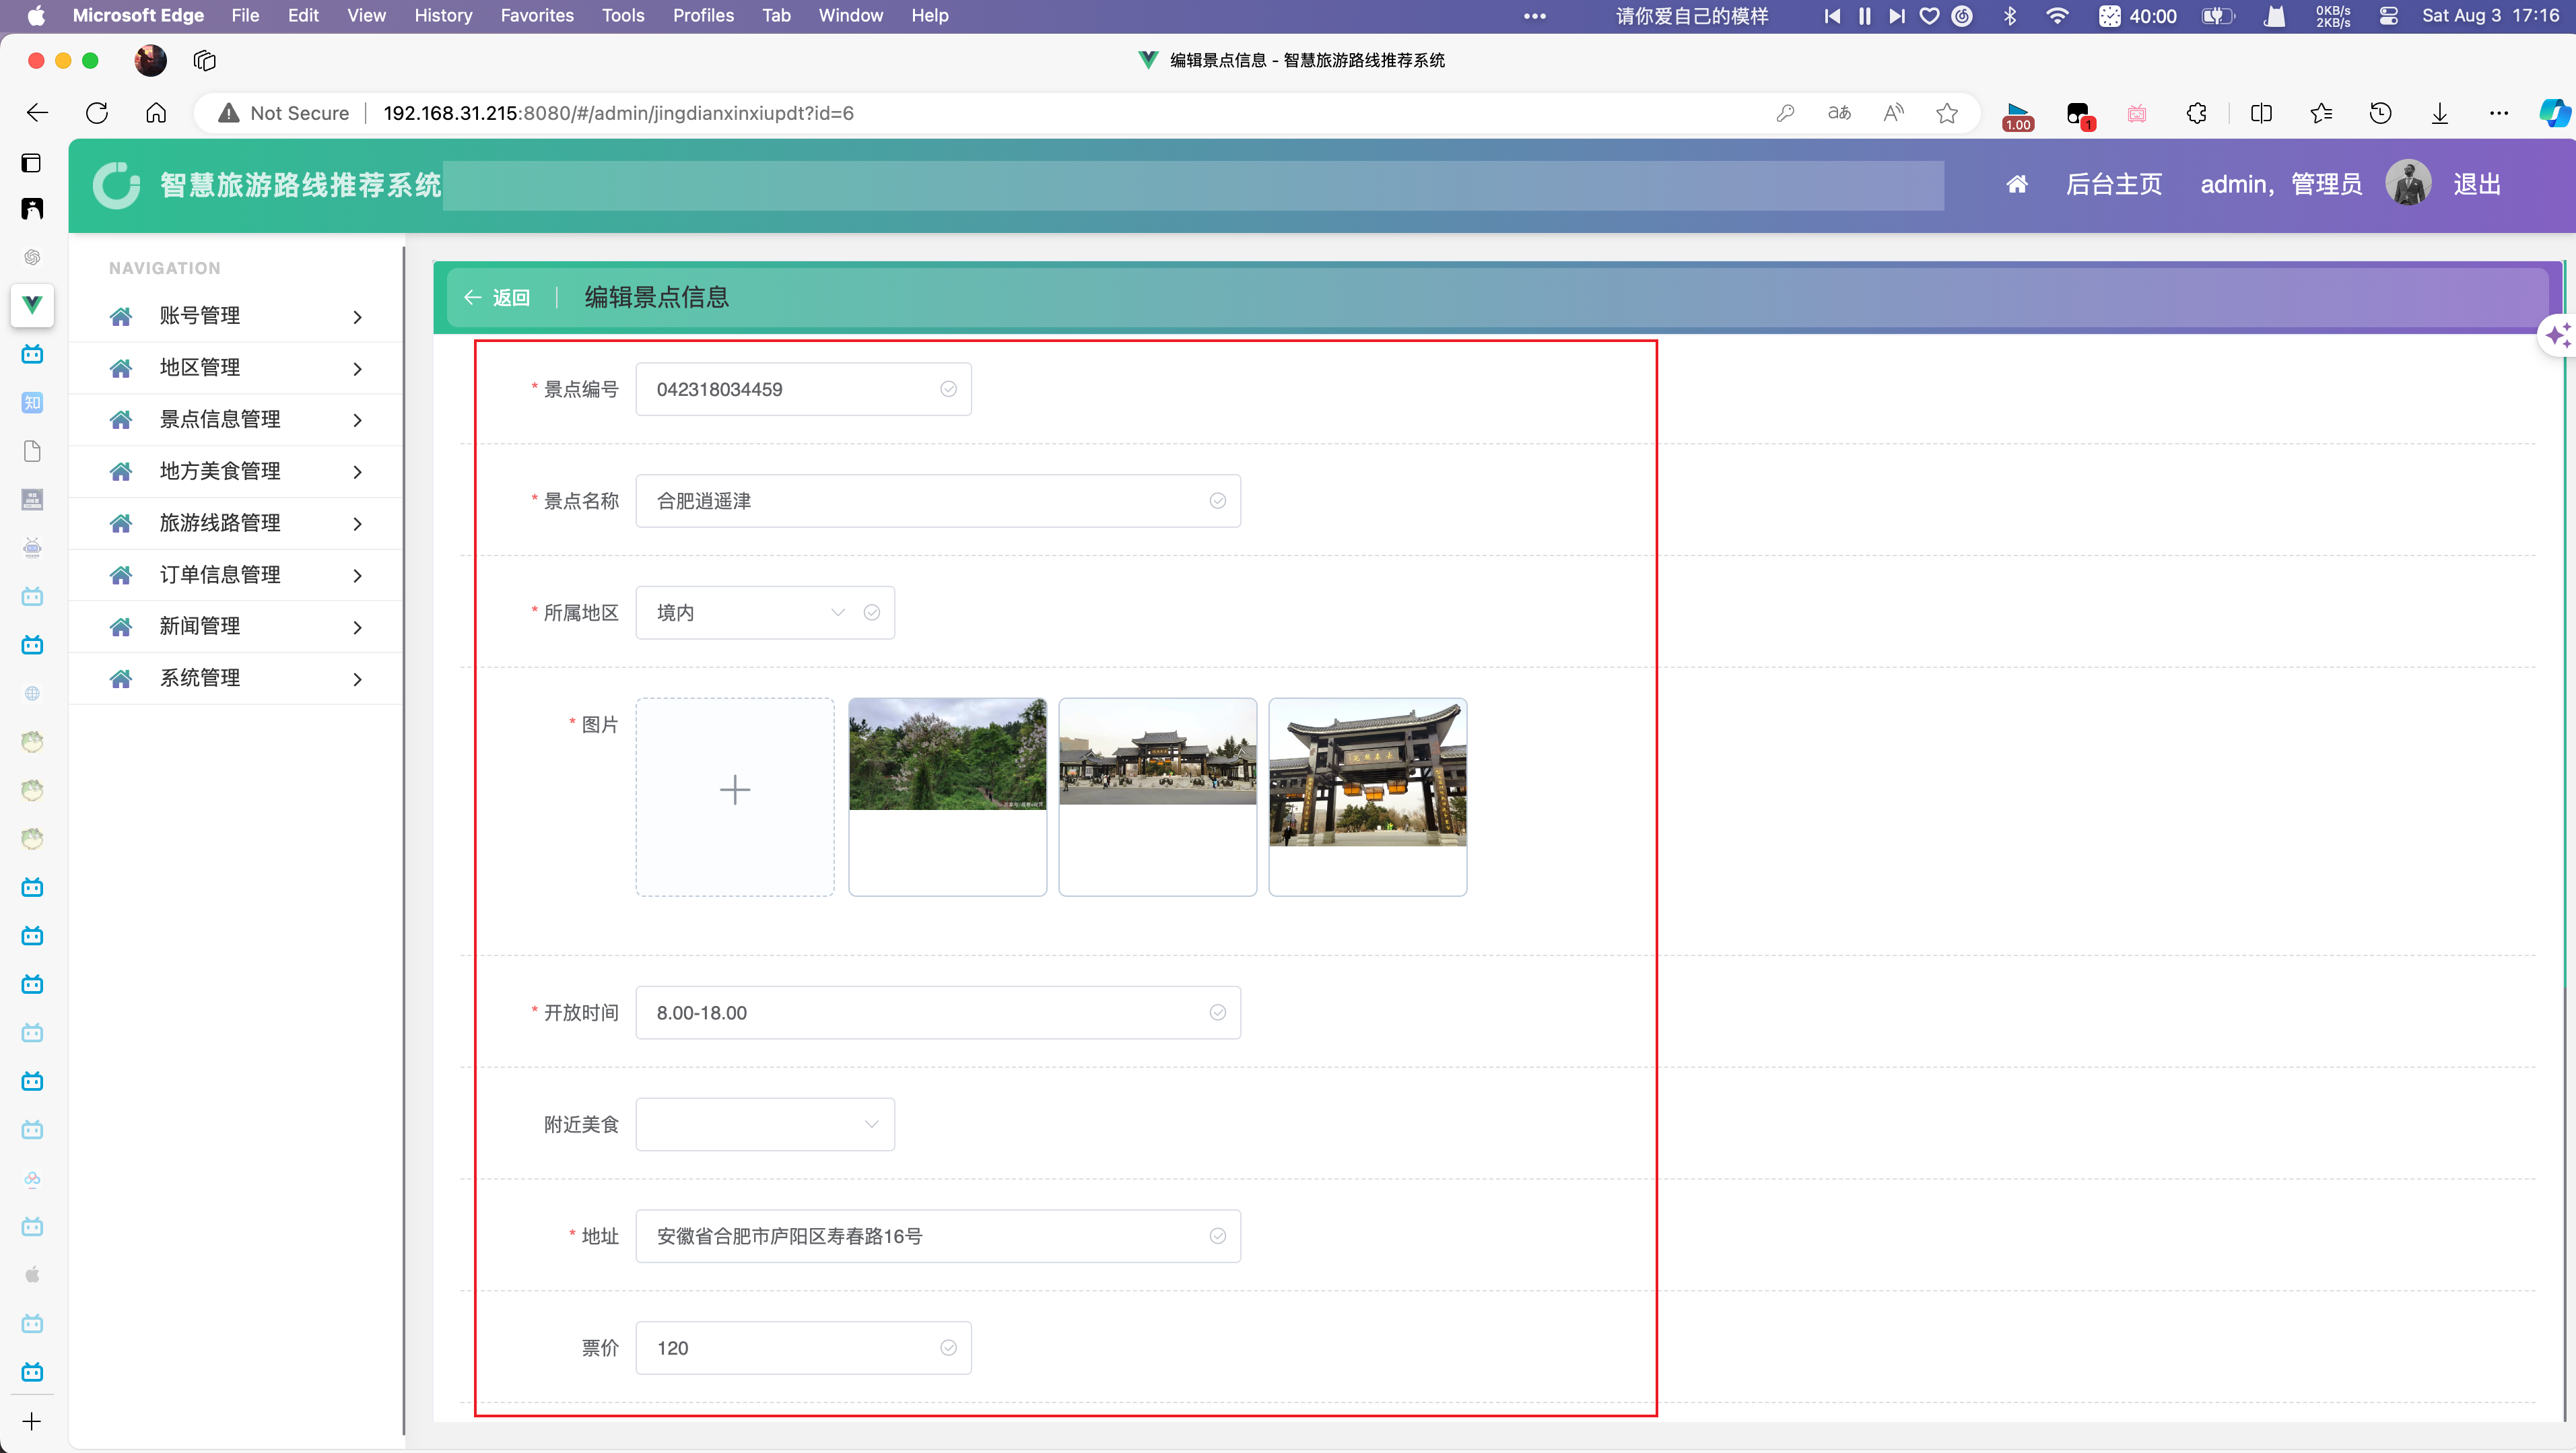 Microsoft Edge File Edit View History Favorites Tools Profiles Tab Window Help ••• 请你爱自己的模样 40:00 0KB/s 2KB/s Sat Aug 3 17:16
编辑景点信息 - 智慧旅游路线推荐系统
Not Secure 192.168.31.215:8080/#/admin/jingdianxinxiupdt?id=6 aあ 1.00 1
智慧旅游路线推荐系统 后台主页 admin，管理员 退出
NAVIGATION
账号管理
地区管理
景点信息管理
地方美食管理
旅游线路管理
订单信息管理
新闻管理
系统管理
知
返回 编辑景点信息
* 景点编号 042318034459
* 景点名称 合肥逍遥津
* 所属地区 境内
* 图片
* 开放时间 8.00-18.00
附近美食
* 地址 安徽省合肥市庐阳区寿春路16号
票价 120